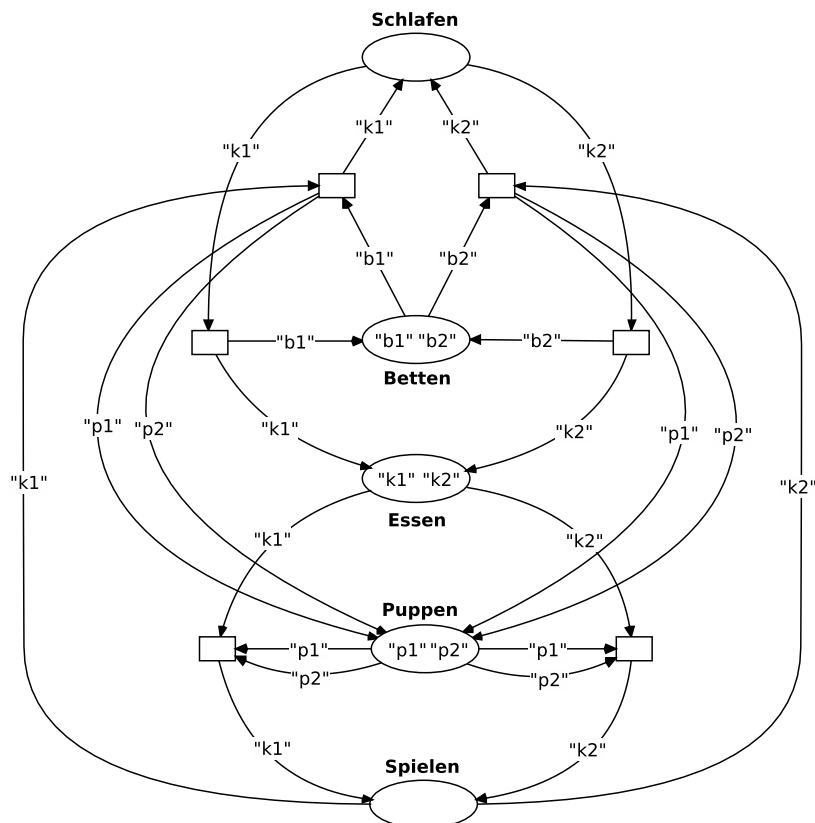 Schlafen
"k1" "k2"
"k1" "k2"
"b1" "b2"
"b1" "b1" "b2" "b2"
Betten
"p1" "p2" "k1" "k2" "p1" "p2"
"k1" "k1" "k2" "k2"
Essen
"k1" "k2"
Puppen
"p1" "p1" "p2" "p1"
"p2" "p2"
"k1" "k2"
Spielen